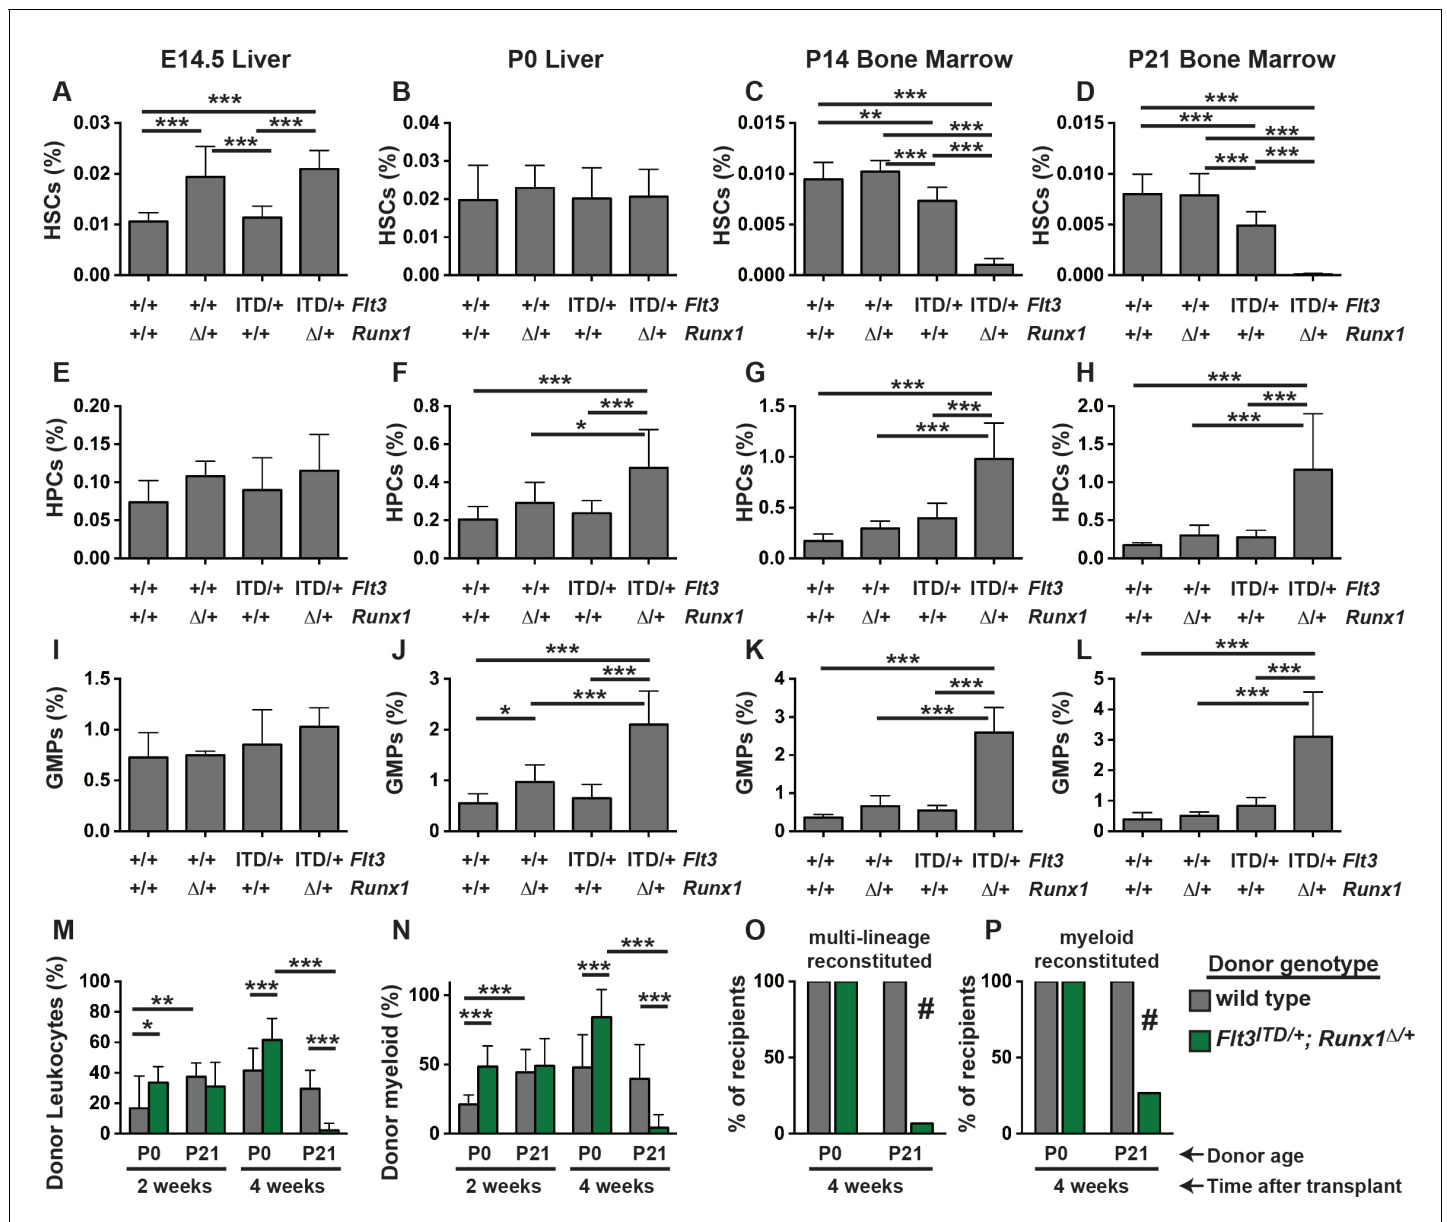 E14.5 Liver P0 Liver P14 Bone Marrow P21 Bone Marrow
A
HSCs (%)
0.03
0.02
0.01
0.00
***
***
***
***
+/+ +/+ ITD/+ ITD/+ Flt3
+/+ Δ/+ +/+ Δ/+ Runx1
B
HSCs (%)
0.04
0.03
0.02
0.01
0.00
+/+ +/+ ITD/+ ITD/+ Flt3
+/+ Δ/+ +/+ Δ/+ Runx1
C
HSCs (%)
0.015
0.010
0.005
0.000
***
**
***
***
***
+/+ +/+ ITD/+ ITD/+ Flt3
+/+ Δ/+ +/+ Δ/+ Runx1
D
HSCs (%)
0.015
0.010
0.005
0.000
***
***
***
***
***
+/+ +/+ ITD/+ ITD/+ Flt3
+/+ Δ/+ +/+ Δ/+ Runx1
E
HPCs (%)
0.20
0.15
0.10
0.05
0.00
+/+ +/+ ITD/+ ITD/+ Flt3
+/+ Δ/+ +/+ Δ/+ Runx1
F
HPCs (%)
0.8
0.6
0.4
0.2
0.0
***
***
*
+/+ +/+ ITD/+ ITD/+ Flt3
+/+ Δ/+ +/+ Δ/+ Runx1
G
HPCs (%)
1.5
1.0
0.5
0.0
***
***
***
+/+ +/+ ITD/+ ITD/+ Flt3
+/+ Δ/+ +/+ Δ/+ Runx1
H
HPCs (%)
2.0
1.5
1.0
0.5
0.0
***
***
***
+/+ +/+ ITD/+ ITD/+ Flt3
+/+ Δ/+ +/+ Δ/+ Runx1
I
GMPs (%)
1.5
1.0
0.5
0.0
+/+ +/+ ITD/+ ITD/+ Flt3
+/+ Δ/+ +/+ Δ/+ Runx1
J
GMPs (%)
3
2
1
0
***
***
***
*
+/+ +/+ ITD/+ ITD/+ Flt3
+/+ Δ/+ +/+ Δ/+ Runx1
K
GMPs (%)
4
3
2
1
0
***
***
***
+/+ +/+ ITD/+ ITD/+ Flt3
+/+ Δ/+ +/+ Δ/+ Runx1
L
GMPs (%)
5
4
3
2
1
0
***
***
***
+/+ +/+ ITD/+ ITD/+ Flt3
+/+ Δ/+ +/+ Δ/+ Runx1
M
Donor Leukocytes (%)
100
80
60
40
20
0
***
***
**
*
***
P0 P21 P0 P21
2 weeks 4 weeks
N
Donor myeloid (%)
100
50
0
***
***
***
***
***
P0 P21 P0 P21
2 weeks 4 weeks
O
multi-lineage
reconstituted
% of recipients
100
50
0
#
P0 P21
4 weeks
P
myeloid
reconstituted
% of recipients
100
50
0
#
P0 P21
4 weeks
Donor genotype
wild type
Flt3ITD/+; Runx1Δ/+
Donor age
Time after transplant